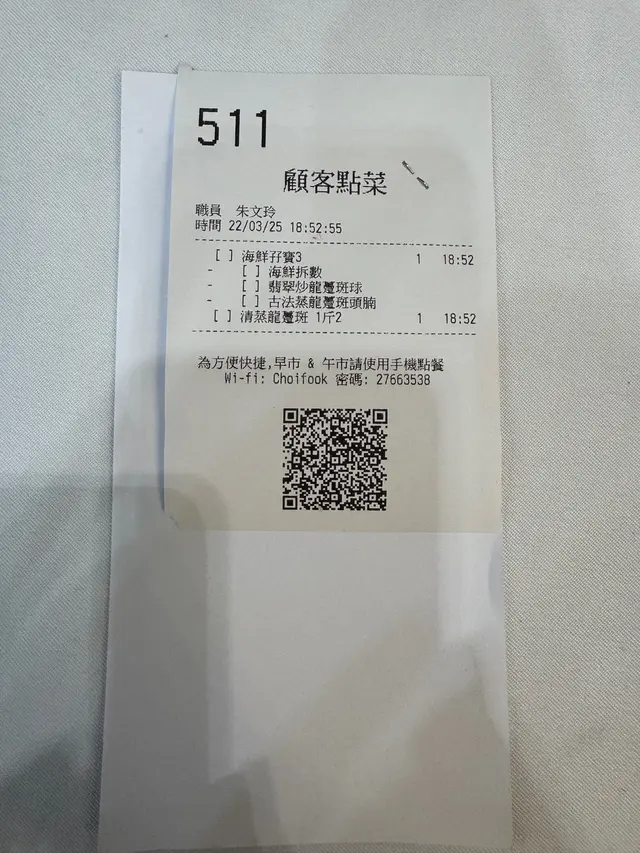 511
顧客點菜
職員 朱文玲
時間 22/03/25 18:52:55
[ ] 海鮮孖寶3 1 18:52
- [ ] 海鮮拆數
- [ ] 翡翠炒龍躉斑球
- [ ] 古法蒸龍躉斑頭腩
[ ] 清蒸龍躉斑 1斤2 1 18:52
為方便快捷,早市 & 午市請使用手機點餐
Wi-fi: Choifook 密碼: 27663538